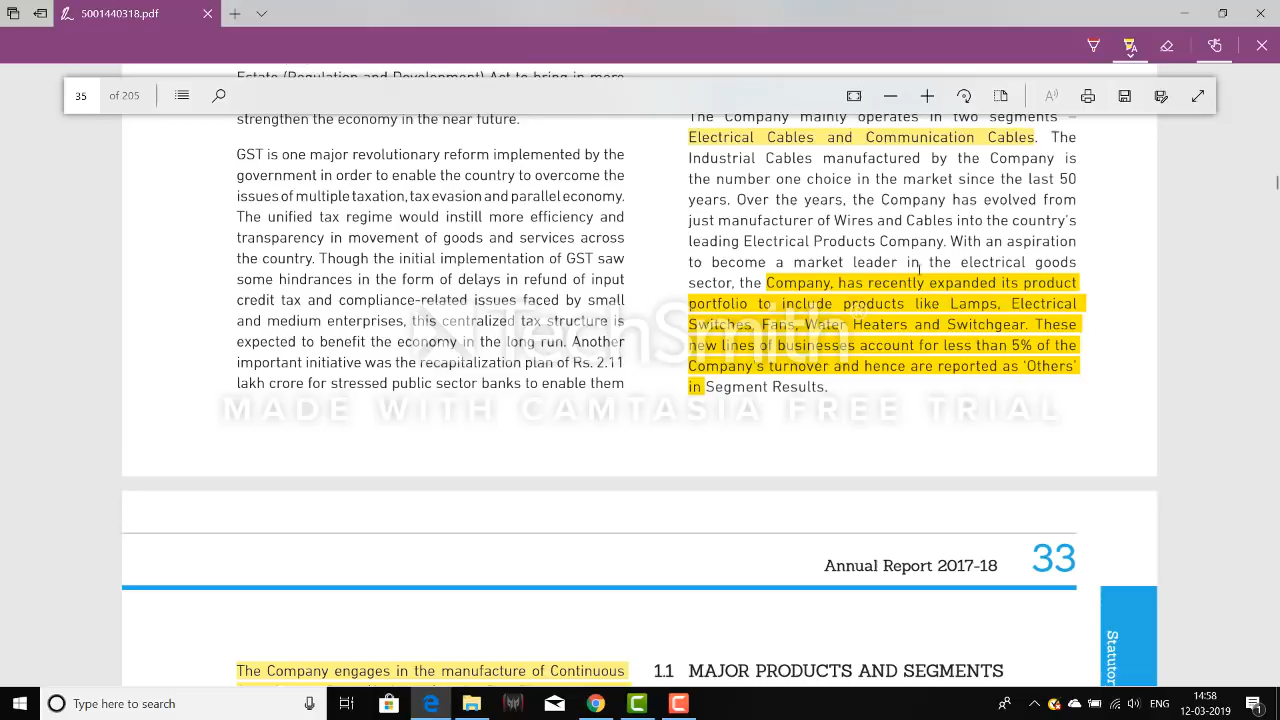 5001440318.pdf
35 of 205
Estate (Regulation and Development) Act to bring in more
strengthen the economy in the near future.
GST is one major revolutionary reform implemented by the
government in order to enable the country to overcome the
issues of multiple taxation, tax evasion and parallel economy.
The unified tax regime would instill more efficiency and
transparency in movement of goods and services across
the country. Though the initial implementation of GST saw
some hindrances in the form of delays in refund of input
credit tax and compliance-related issues faced by small
and medium enterprises, this centralized tax structure is
expected to benefit the economy in the long run. Another
important initiative was the recapitalization plan of Rs. 2.11
lakh crore for stressed public sector banks to enable them
The Company mainly operates in two segments –
Electrical Cables and Communication Cables. The
Industrial Cables manufactured by the Company is
the number one choice in the market since the last 50
years. Over the years, the Company has evolved from
just manufacturer of Wires and Cables into the country's
leading Electrical Products Company. With an aspiration
to become a market leader in the electrical goods
sector, the Company, has recently expanded its product
portfolio to include products like Lamps, Electrical
Switches, Fans, Water Heaters and Switchgear. These
new lines of businesses account for less than 5% of the
Company's turnover and hence are reported as 'Others'
in Segment Results.
TechSmith®
MADE WITH CAMTASIA FREE TRIAL
Annual Report 2017-18 33
The Company engages in the manufacture of Continuous
1.1 MAJOR PRODUCTS AND SEGMENTS
Statutor
Type here to search
ENG
14:58
12-03-2019